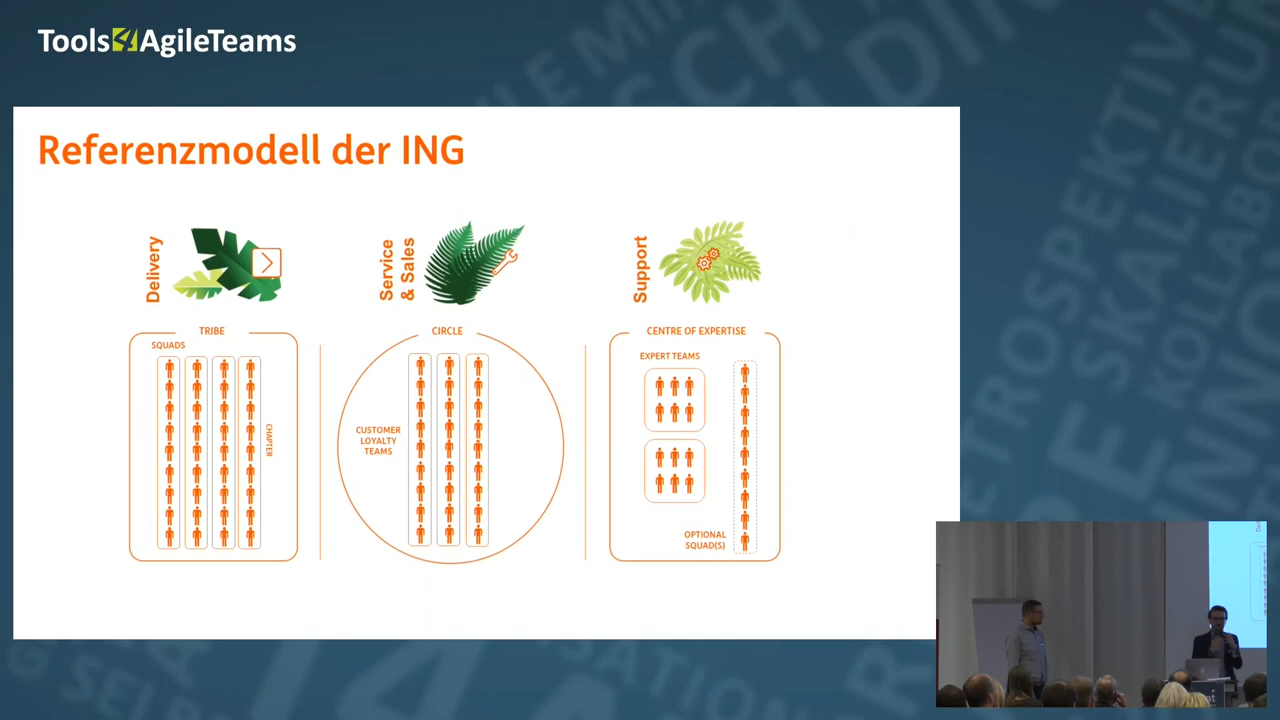 Tools4AgileTeams
Referenzmodell der ING
Delivery
Service
& Sales
Support
TRIBE
SQUADS
CHAPTER
CIRCLE
CUSTOMER
LOYALTY
TEAMS
CENTRE OF EXPERTISE
EXPERT TEAMS
OPTIONAL
SQUAD(S)